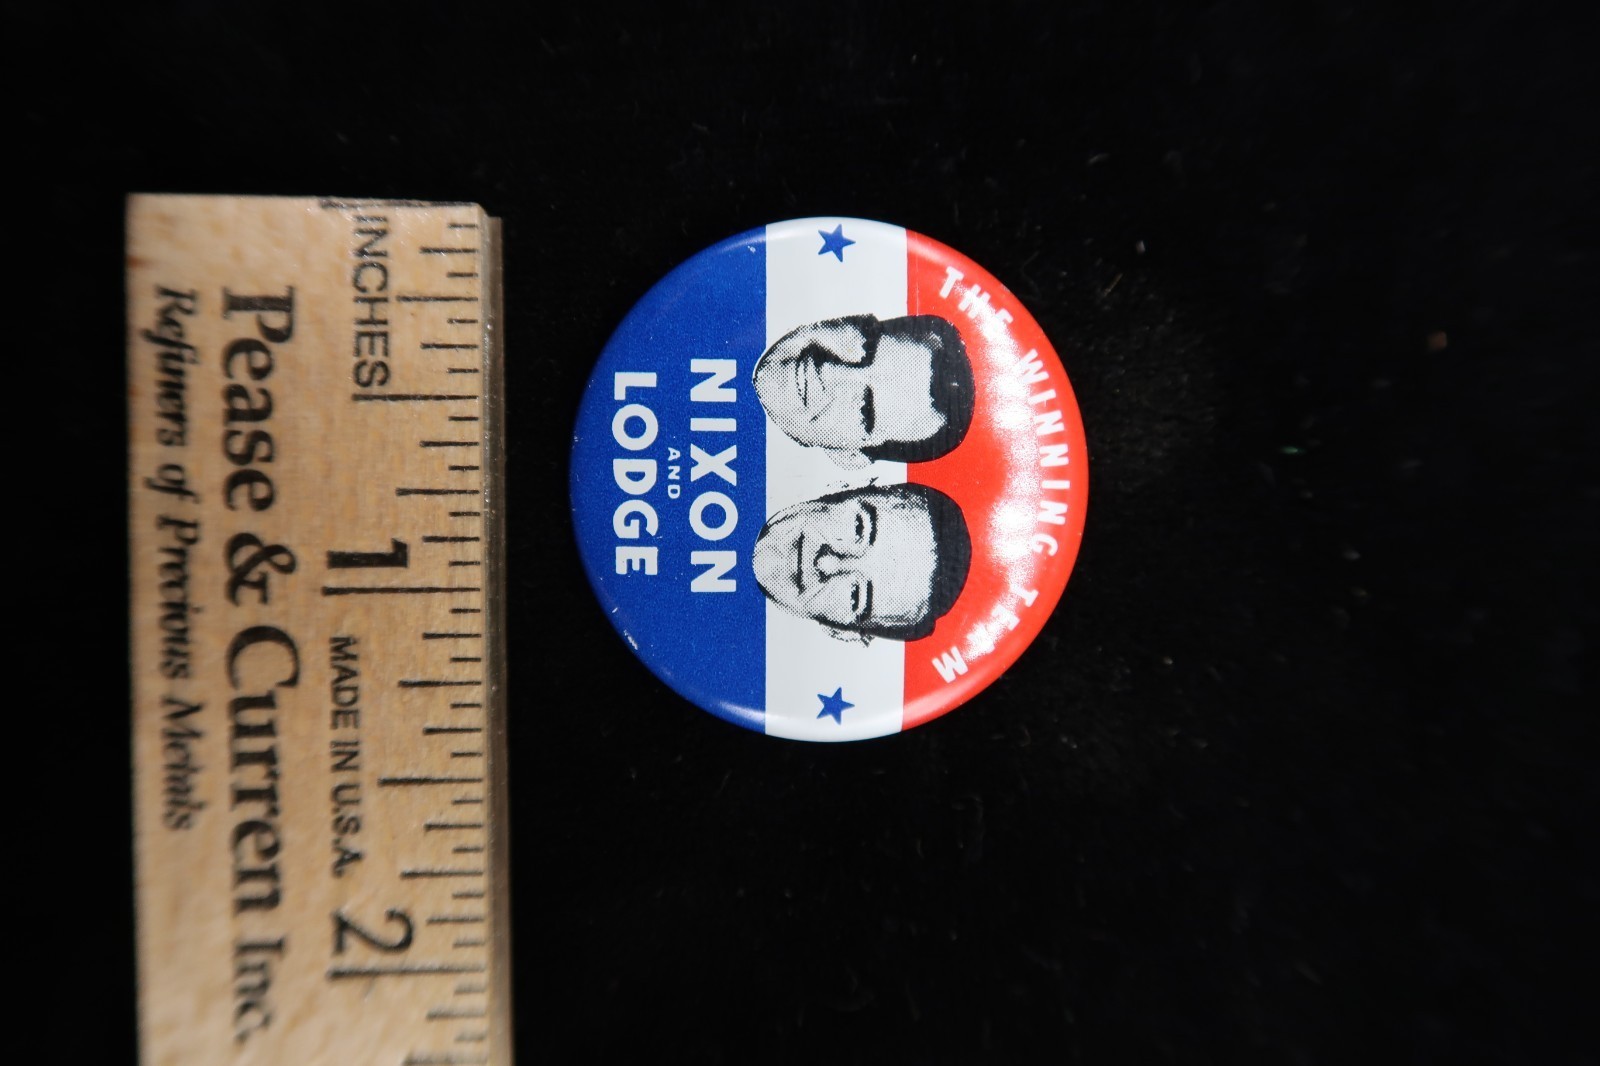 THE WINNING TEAM
NIXON
AND
LODGE
INCHES
1
MADE IN U.S.A.
2
Pease & Curren Inc.
Refiners of Precious Metals